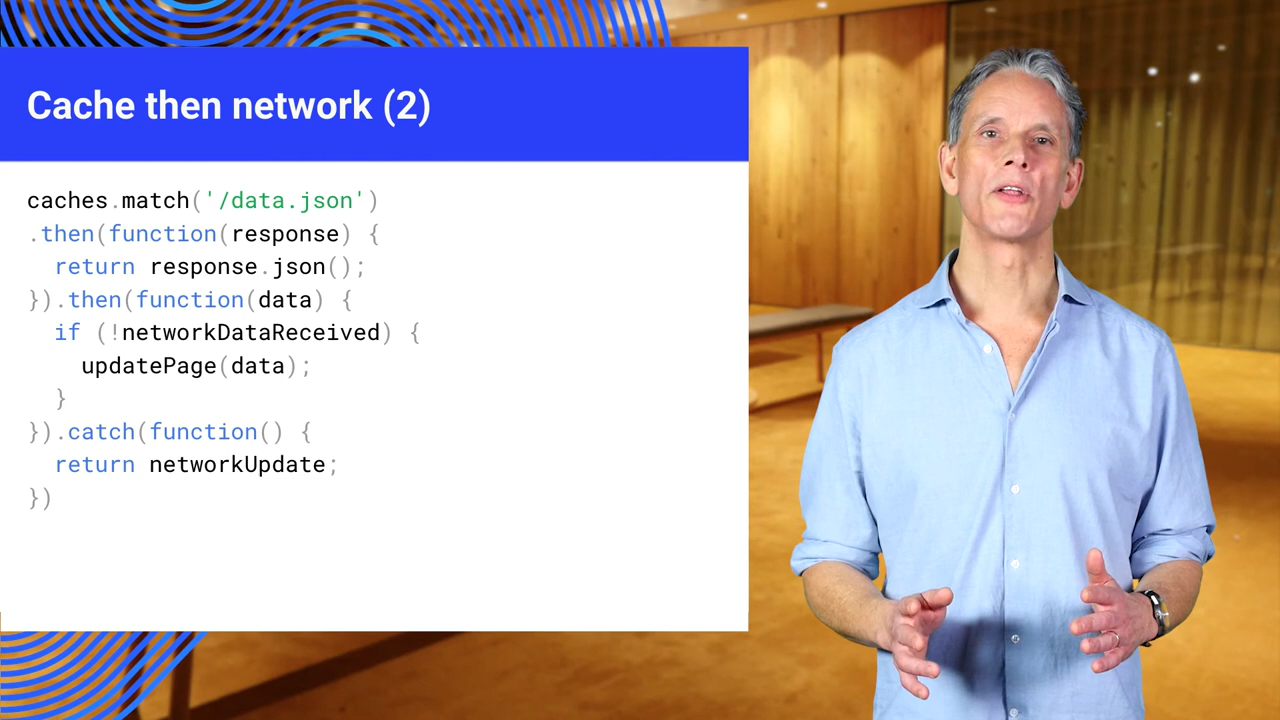 Cache then network (2)
caches.match('/data.json')
.then(function(response) {
  return response.json();
}).then(function(data) {
  if (!networkDataReceived) {
    updatePage(data);
  }
}).catch(function() {
  return networkUpdate;
})